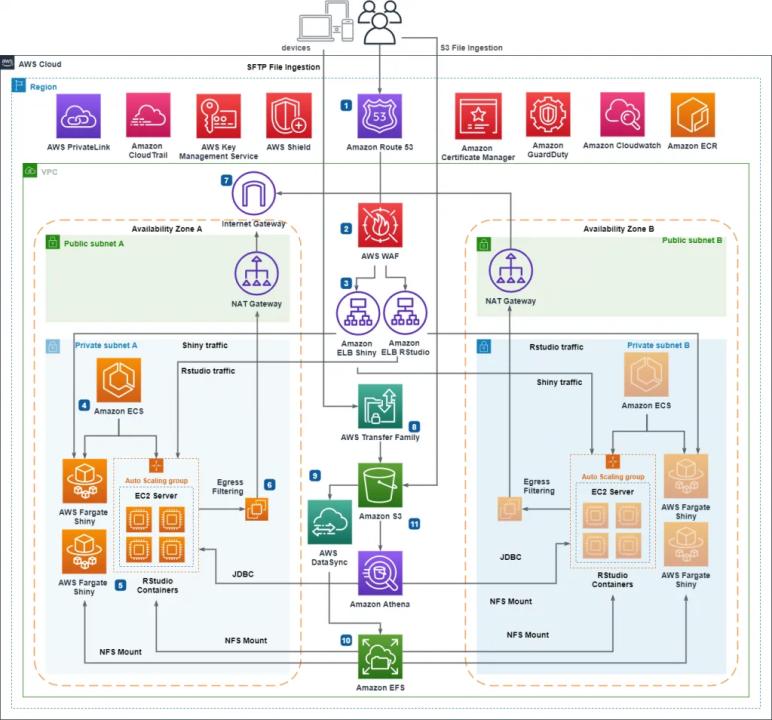 devices
S3 File Ingestion
aws
AWS Cloud
SFTP File Ingestion
Region
1
53
AWS PrivateLink
Amazon
CloudTrail
AWS Key
Management Service
AWS Shield
Amazon Route 53
Amazon
Certificate Manager
Amazon
GuardDuty
Amazon Cloudwatch
Amazon ECR
VPC
7
Internet Gateway
2
AWS WAF
Availability Zone A
Availability Zone B
Public subnet A
Public subnet B
NAT Gateway
NAT Gateway
3
Amazon
ELB Shiny
Amazon
ELB RStudio
Private subnet A
Shiny traffic
Rstudio traffic
Rstudio traffic
Private subnet B
Shiny traffic
4
Amazon ECS
Amazon ECS
8
AWS Transfer Family
Auto Scaling group
EC2 Server
AWS Fargate
Shiny
Egress
Filtering
6
9
Amazon S3
11
AWS
DataSync
Egress
Filtering
Auto Scaling group
EC2 Server
AWS Fargate
Shiny
AWS Fargate
Shiny
5
RStudio
Containers
JDBC
Amazon Athena
JDBC
RStudio
Containers
AWS Fargate
Shiny
NFS Mount
NFS Mount
NFS Mount
NFS Mount
10
Amazon EFS